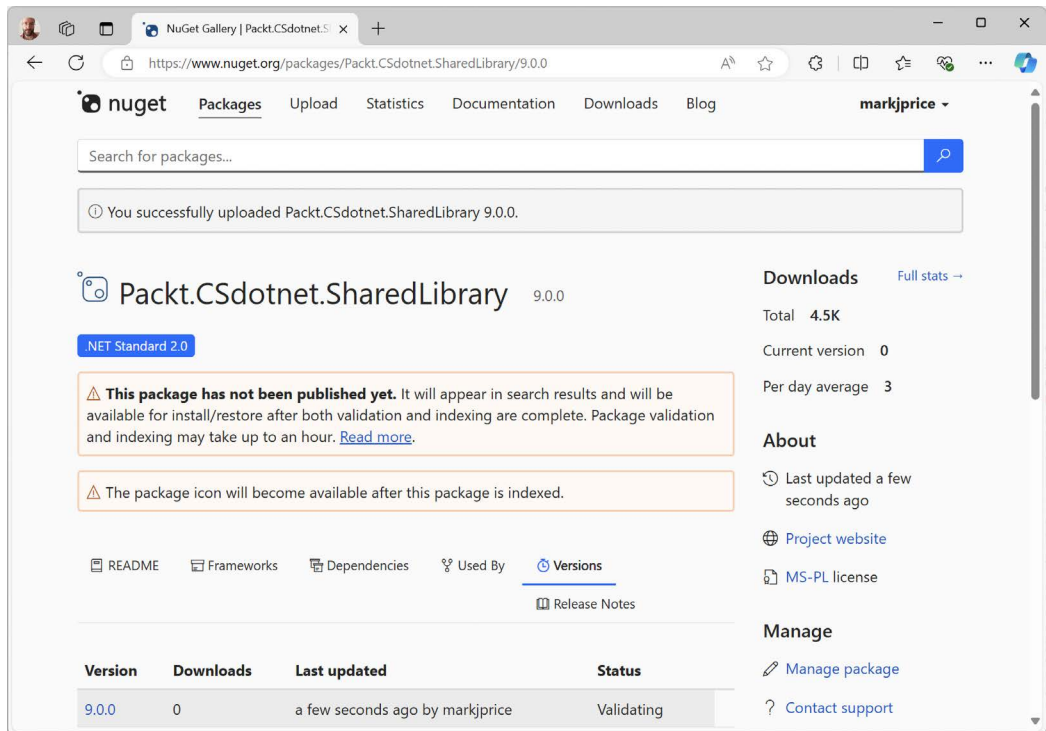 NuGet Gallery | Packt.CSdotnet.S
https://www.nuget.org/packages/Packt.CSdotnet.SharedLibrary/9.0.0
nuget Packages Upload Statistics Documentation Downloads Blog markjprice
Search for packages...
You successfully uploaded Packt.CSdotnet.SharedLibrary 9.0.0.
Packt.CSdotnet.SharedLibrary 9.0.0
.NET Standard 2.0
This package has not been published yet. It will appear in search results and will be
available for install/restore after both validation and indexing are complete. Package validation
and indexing may take up to an hour. Read more.
The package icon will become available after this package is indexed.
README Frameworks Dependencies Used By Versions
Release Notes
Version Downloads Last updated Status
9.0.0 0 a few seconds ago by markjprice Validating
Downloads Full stats →
Total 4.5K
Current version 0
Per day average 3
About
Last updated a few
seconds ago
Project website
MS-PL license
Manage
Manage package
Contact support